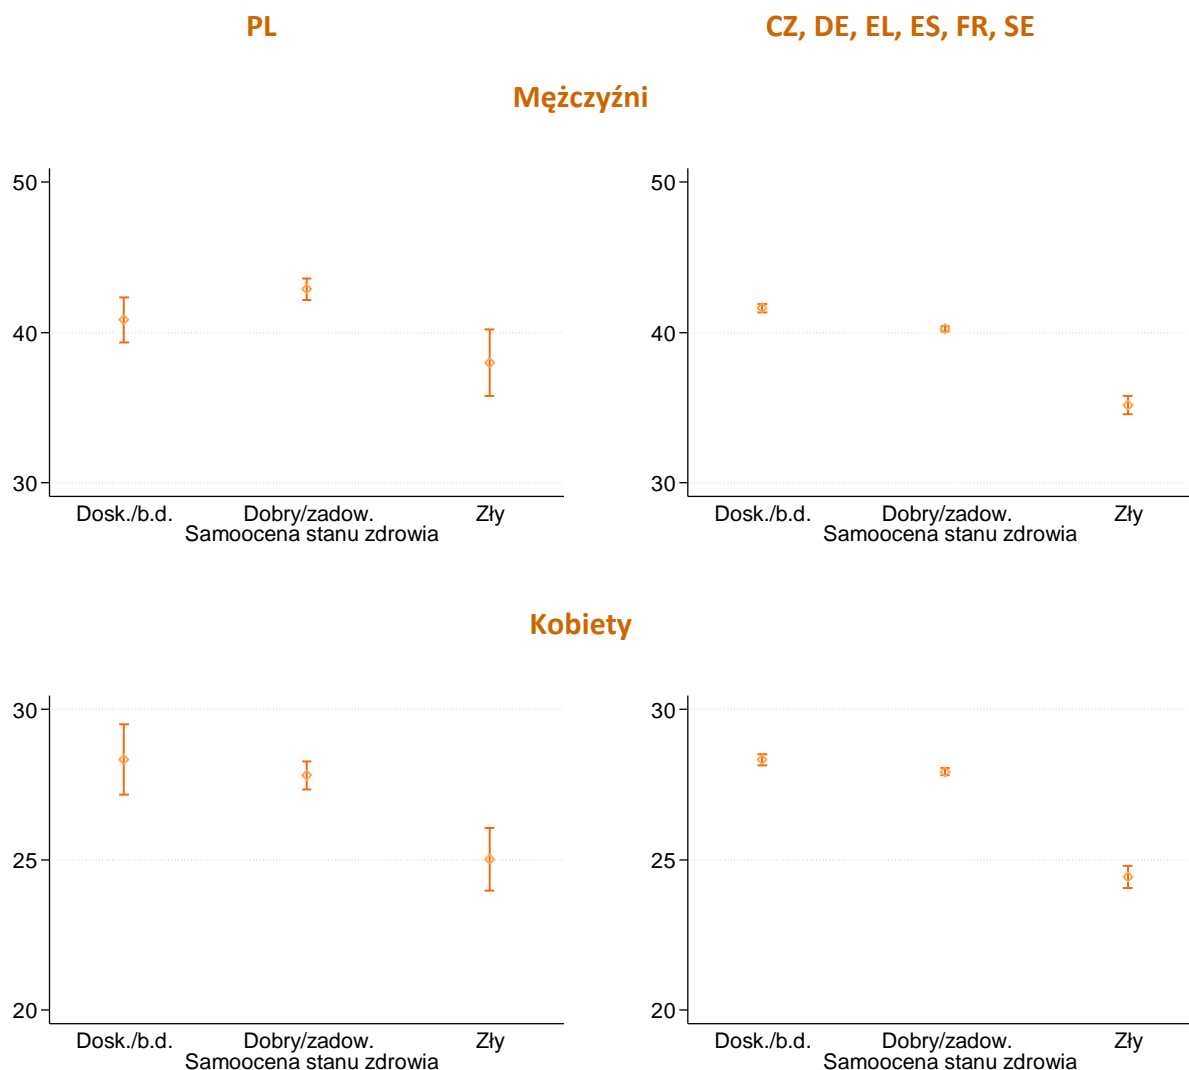 PL
CZ, DE, EL, ES, FR, SE
Mężczyźni
50
40
30
Dosk./b.d. Dobry/zadow. Zły
Samoocena stanu zdrowia
50
40
30
Dosk./b.d. Dobry/zadow. Zły
Samoocena stanu zdrowia
Kobiety
30
25
20
Dosk./b.d. Dobry/zadow. Zły
Samoocena stanu zdrowia
30
25
20
Dosk./b.d. Dobry/zadow. Zły
Samoocena stanu zdrowia